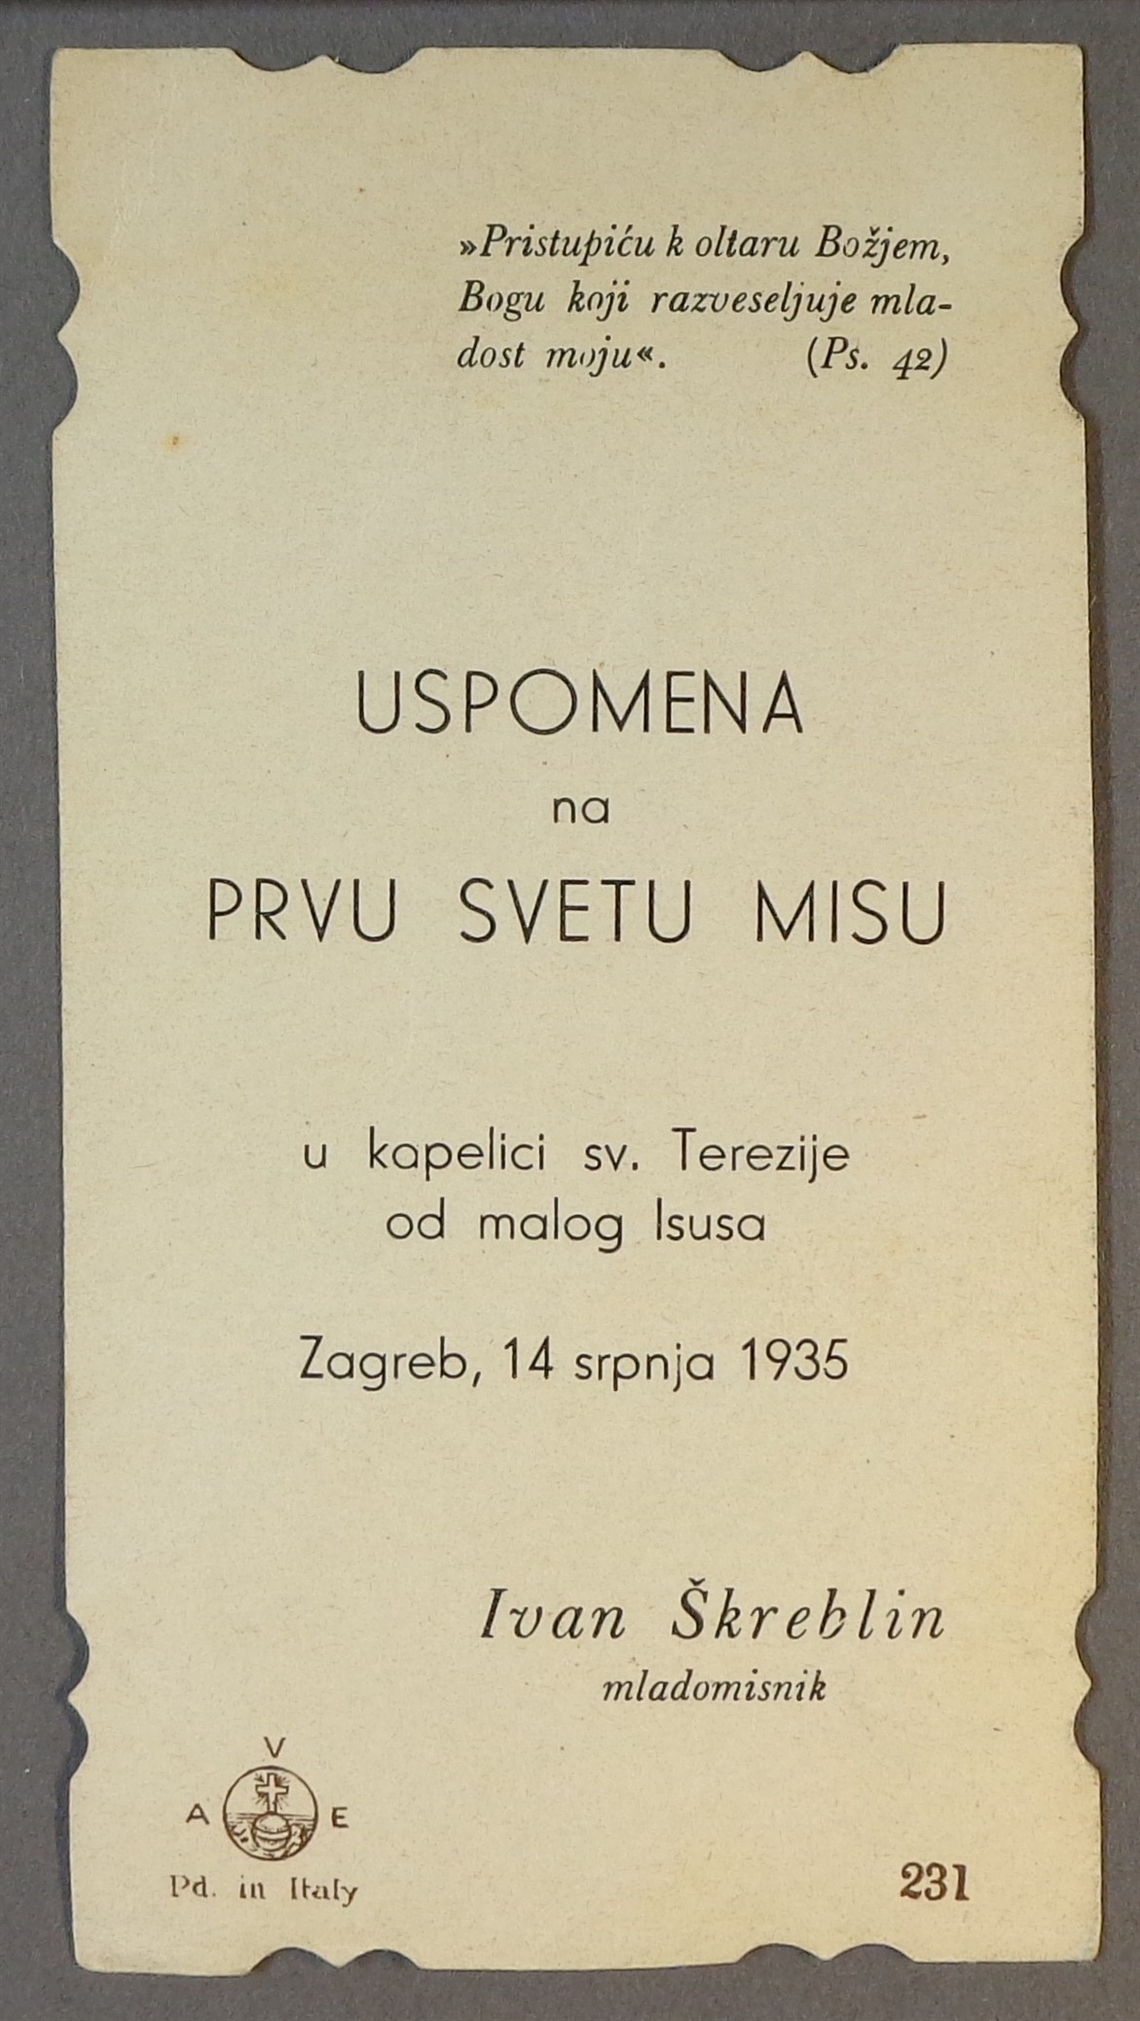 »Pristupiću k oltaru Božjem,
Bogu koji razveseljuje mla-
dost moju«. (Ps. 42)
USPOMENA
na
PRVU SVETU MISU
u kapelici sv. Terezije
od malog Isusa
Zagreb, 14 srpnja 1935
Ivan Škreblin
mladomisnik
V
A E
Pd. in Italy
231